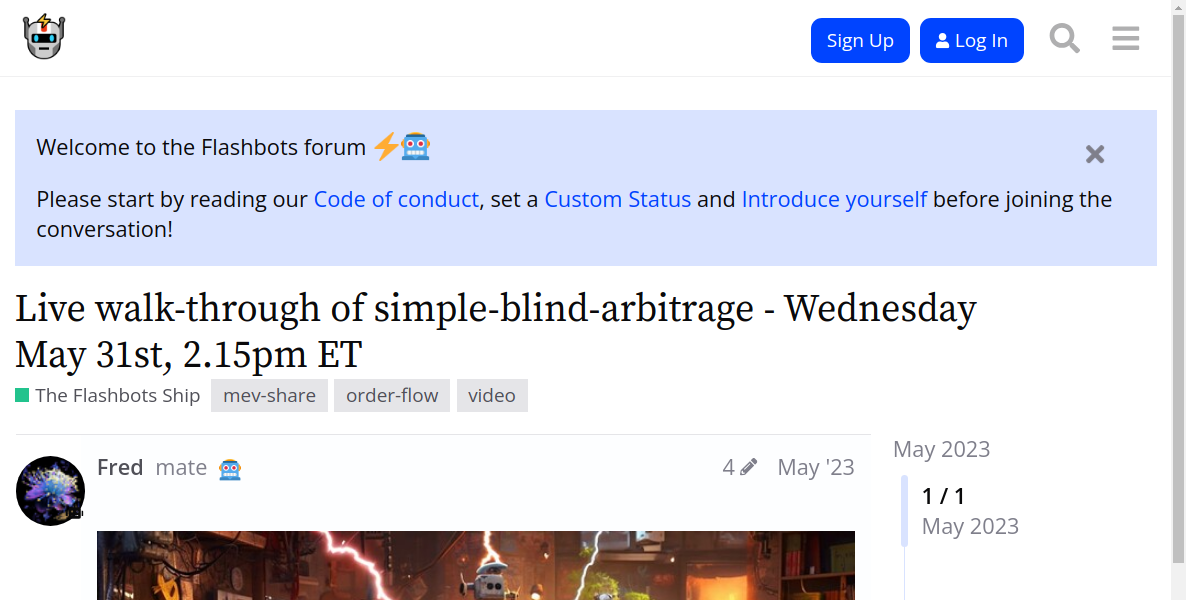 Sign Up
Log In
Welcome to the Flashbots forum
Please start by reading our Code of conduct, set a Custom Status and Introduce yourself before joining the
conversation!
Live walk-through of simple-blind-arbitrage - Wednesday
May 31st, 2.15pm ET
The Flashbots Ship mev-share order-flow video
Fred mate 4 May '23
May 2023
1 / 1
May 2023